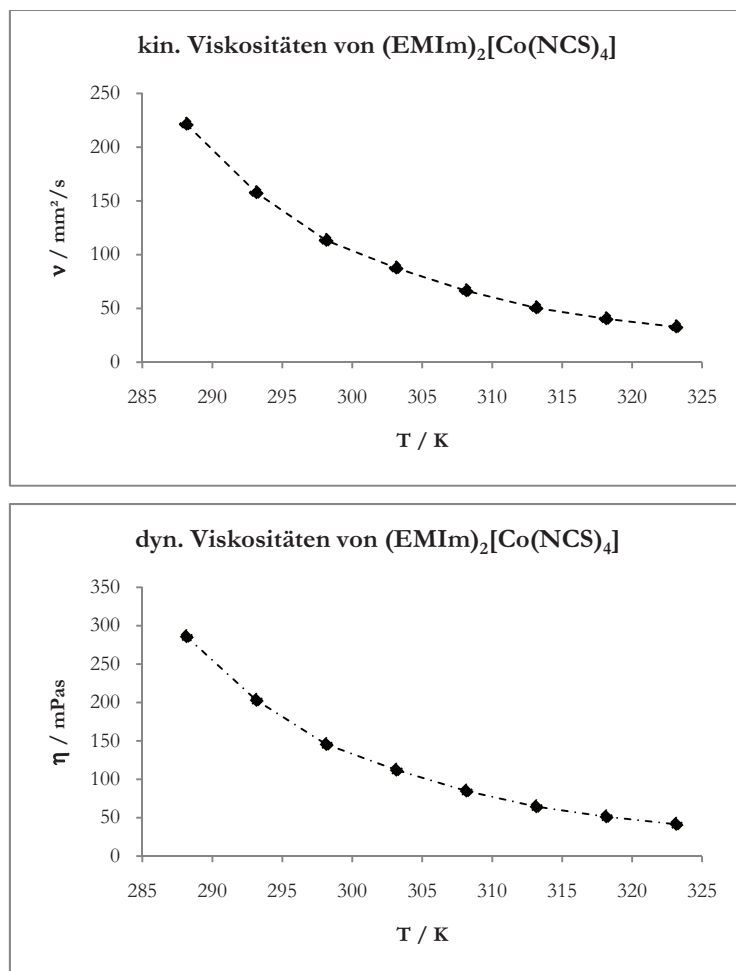 kin. Viskositäten von (EMIm)₂[Co(NCS)₄]
250
200
150
100
50
0
ν / mm²/s
285 290 295 300 305 310 315 320 325
T / K
dyn. Viskositäten von (EMIm)₂[Co(NCS)₄]
350
300
250
200
150
100
50
0
η / mPas
285 290 295 300 305 310 315 320 325
T / K